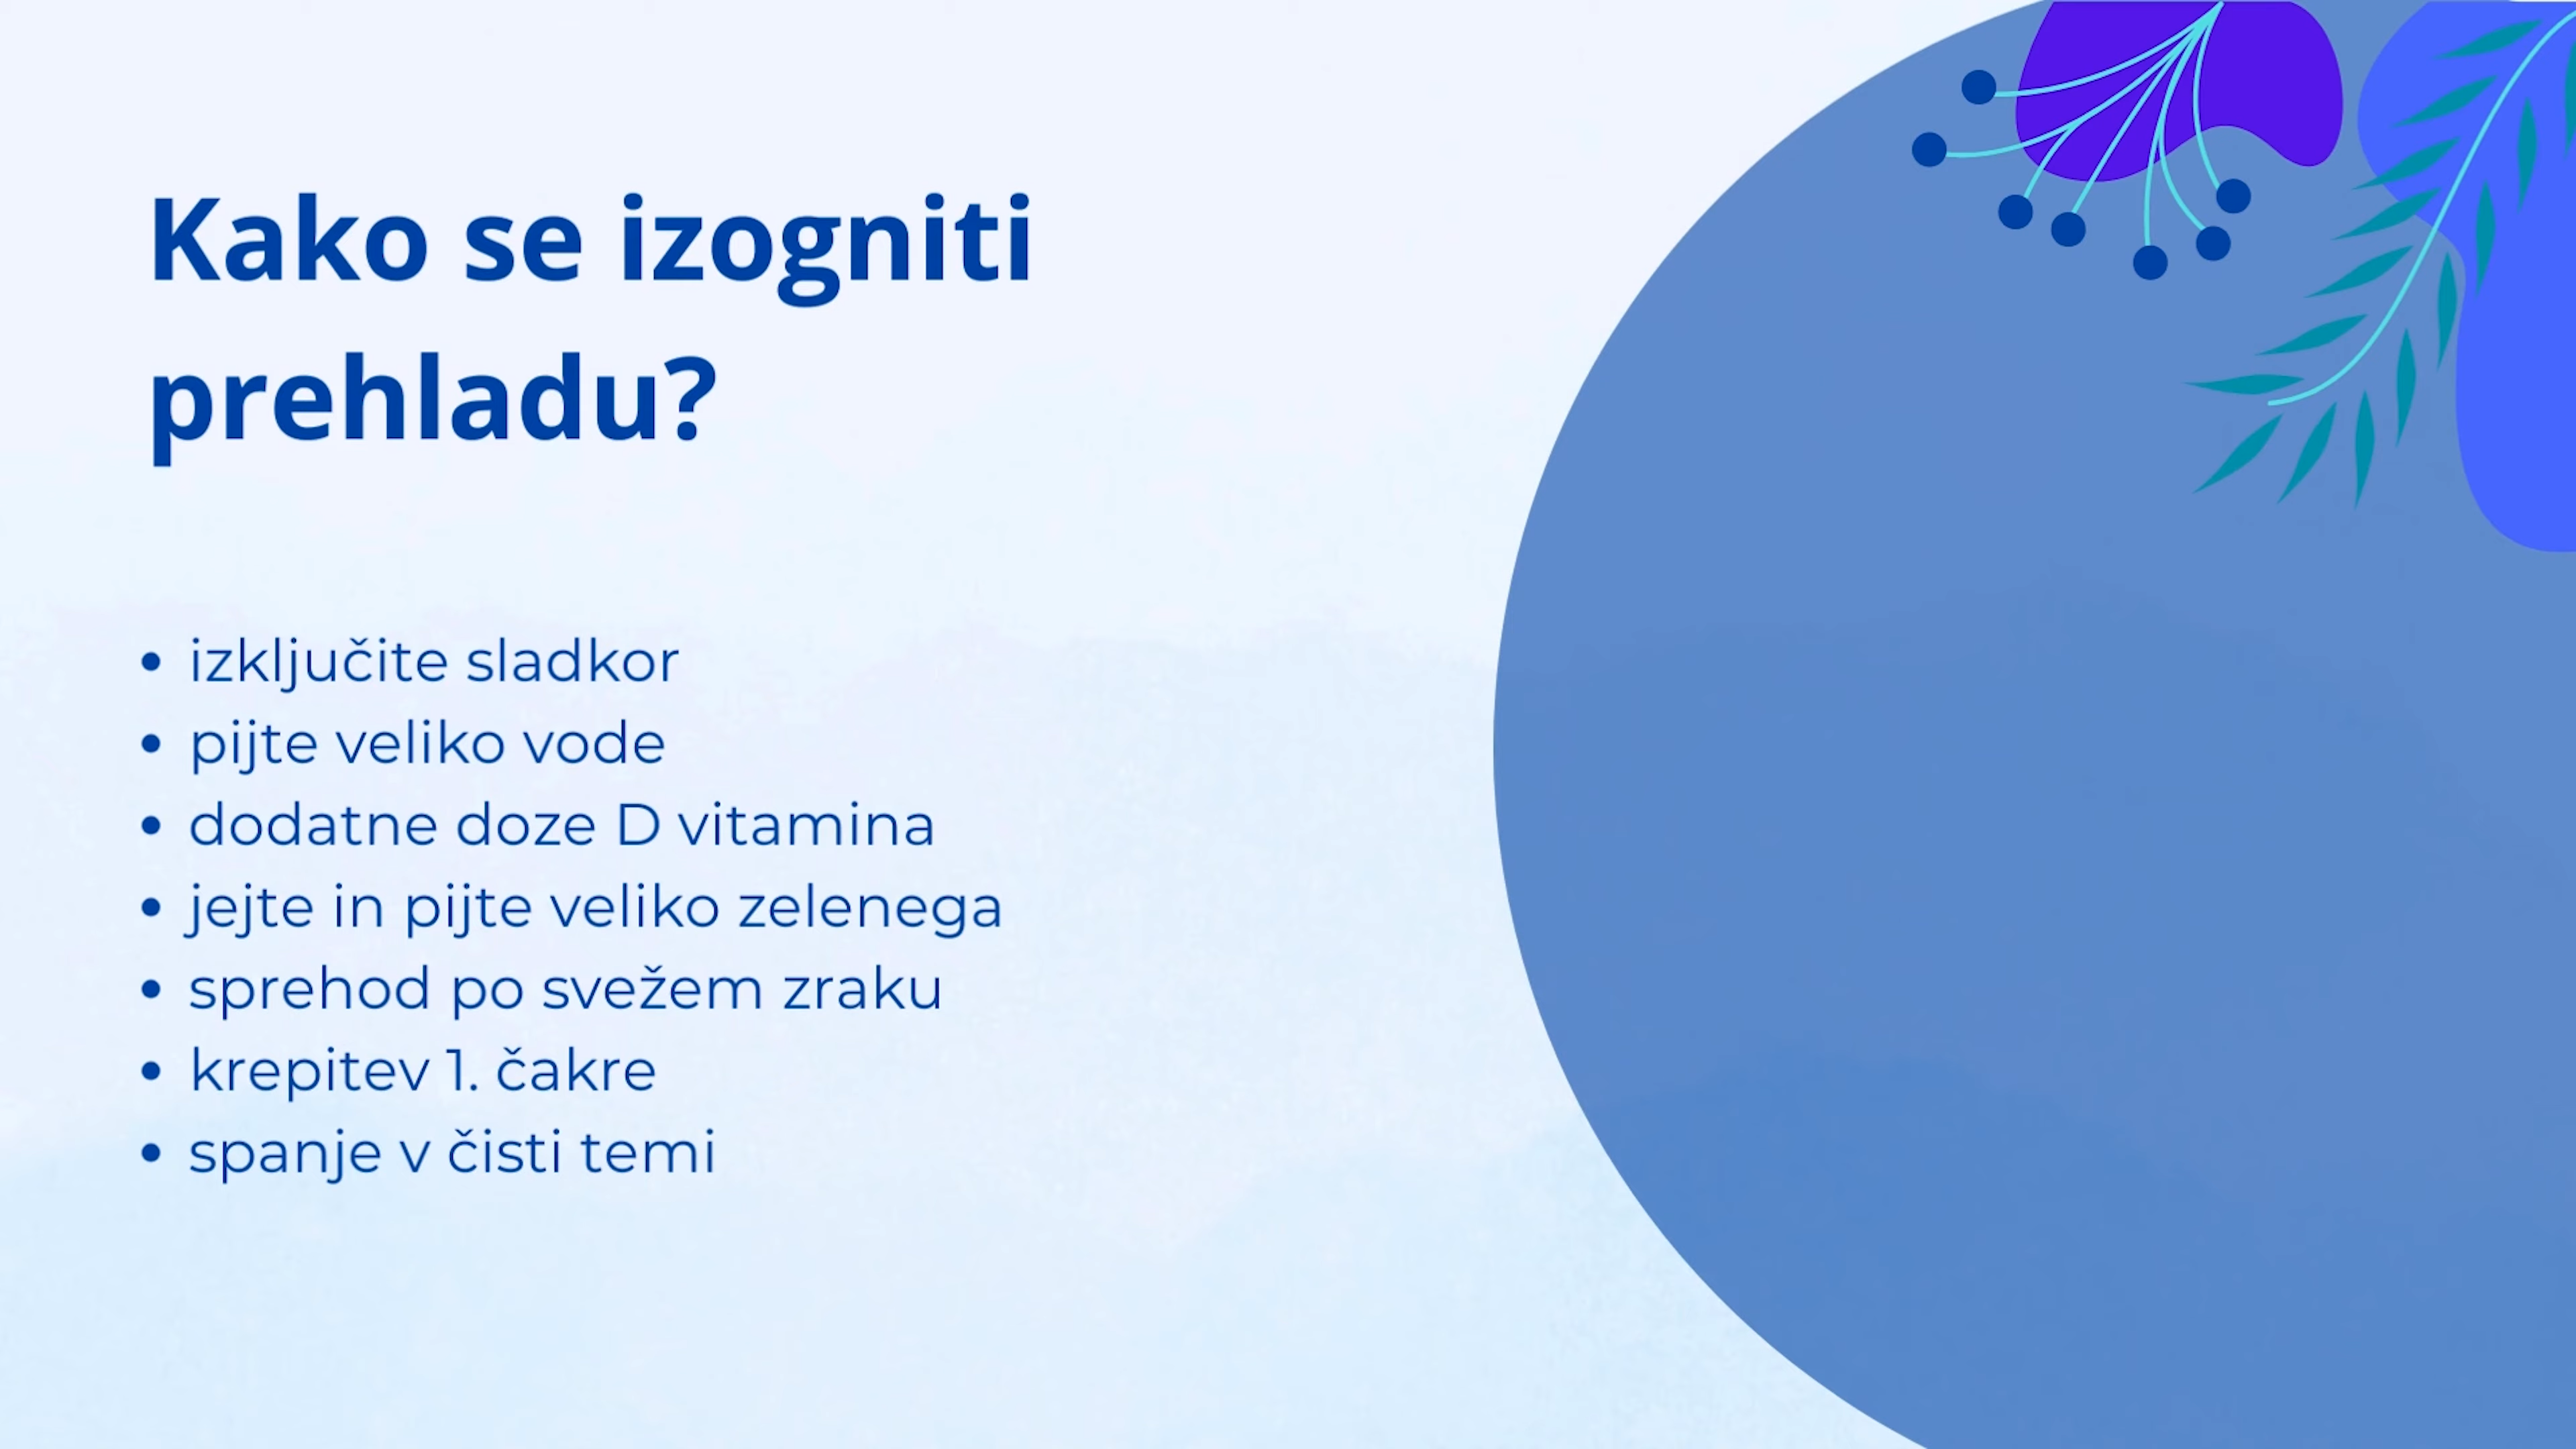 Kako se izogniti
prehladu?
• izključite sladkor
• pijte veliko vode
• dodatne doze D vitamina
• jejte in pijte veliko zelenega
• sprehod po svežem zraku
• krepitev 1. čakre
• spanje v čisti temi